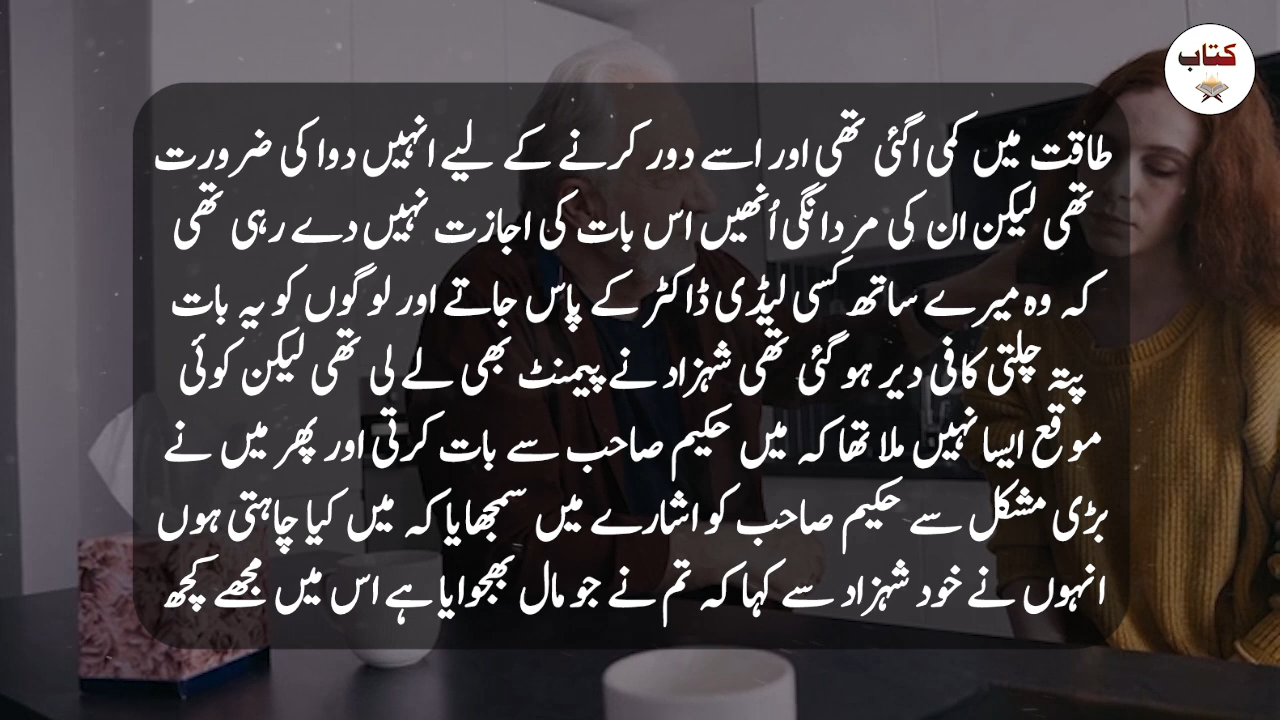 کتاب
طاقت میں کمی اگئی تھی اور اسے دور کرنے کے لیے انہیں دوا کی ضرورت
تھی لیکن ان کی مردانگی اُنھیں اس بات کی اجازت نہیں دے رہی تھی
کہ وہ میرے ساتھ کسی لیڈی ڈاکٹر کے پاس جاتے اور لوگوں کو یہ بات
پتہ چلتی کافی دیر ہو گئی تھی شہزاد نے پیمنٹ بھی لے لی تھی لیکن کوئی
موقع ایسا نہیں ملا تھا کہ میں حکیم صاحب سے بات کرتی اور پھر میں نے
بڑی مشکل سے حکیم صاحب کو اشارے میں سمجھایا کہ میں کیا چاہتی ہوں
انہوں نے خود شہزاد سے کہا کہ تم نے جو مال بھجوایا ہے اس میں مجھے کچھ